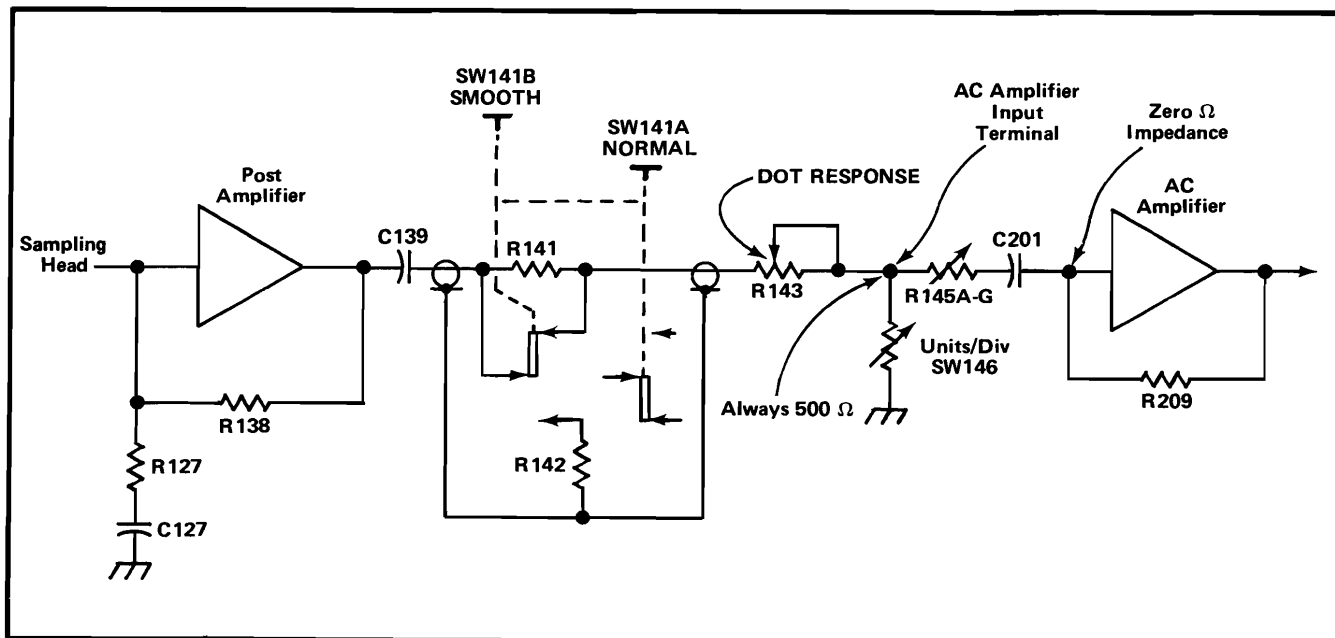 SW141B
SMOOTH
SW141A
NORMAL
AC Amplifier
Input
Terminal
Zero Ω
Impedance
Post
Amplifier
DOT RESPONSE
AC
Amplifier
Sampling
Head
C139
R141
R143
C201
R145A-G
Units/Div
SW146
Always 500 Ω
R209
R138
R142
R127
C127